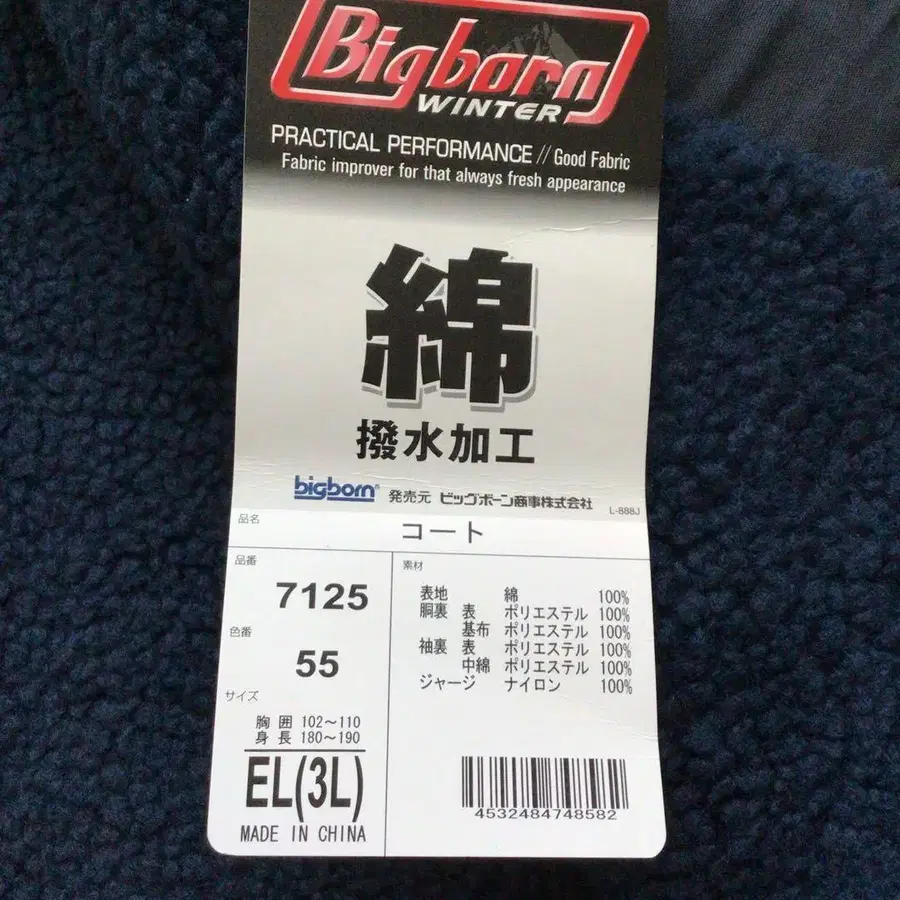 Bigborn
WINTER
PRACTICAL PERFORMANCE // Good Fabric
Fabric improver for that always fresh appearance
綿
撥水加工
bigborn® 発売元 ビッグボーン商事株式会社 L-888J
品名
コート
品番
7125
色番
55
サイズ
胸囲 102～110
身長 180～190
EL(3L)
MADE IN CHINA
素材
表地 綿 100%
胴裏 表 ポリエステル 100%
基布 ポリエステル 100%
袖裏 表 ポリエステル 100%
中綿 ポリエステル 100%
ジャージ ナイロン 100%
4532484748582